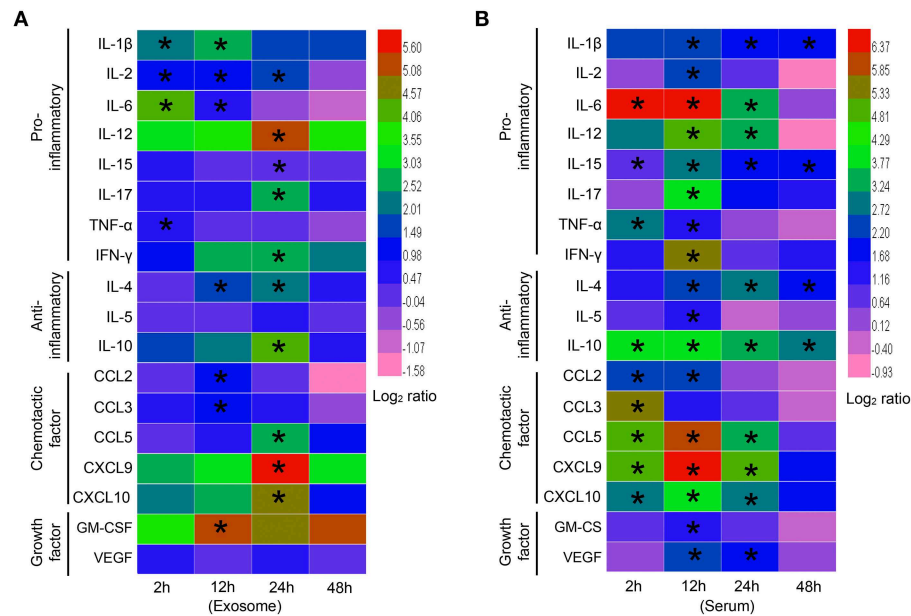 A
Pro-
inflammatory
IL-1β
IL-2
IL-6
IL-12
IL-15
IL-17
TNF-α
IFN-γ
Anti-
inflammatory
IL-4
IL-5
IL-10
Chemotactic
factor
CCL2
CCL3
CCL5
CXCL9
CXCL10
Growth
factor
GM-CSF
VEGF
* *
* * *
* *
*
*
*
*
*
* *
*
*
*
*
*
*
*
2h 12h 24h 48h
(Exosome)
5.60
5.08
4.57
4.06
3.55
3.03
2.52
2.01
1.49
0.98
0.47
-0.04
-0.56
-1.07
-1.58
Log₂ ratio
B
Pro-
inflammatory
IL-1β
IL-2
IL-6
IL-12
IL-15
IL-17
TNF-α
IFN-γ
Anti-
inflammatory
IL-4
IL-5
IL-10
Chemotactic
factor
CCL2
CCL3
CCL5
CXCL9
CXCL10
Growth
factor
GM-CS
VEGF
* * *
*
* * *
* *
* * * *
*
* *
*
* * *
*
* * * *
* *
*
* * *
* * *
* * *
*
* *
2h 12h 24h 48h
(Serum)
6.37
5.85
5.33
4.81
4.29
4.77
3.24
2.72
2.20
1.68
1.16
0.64
0.12
-0.40
-0.93
Log₂ ratio